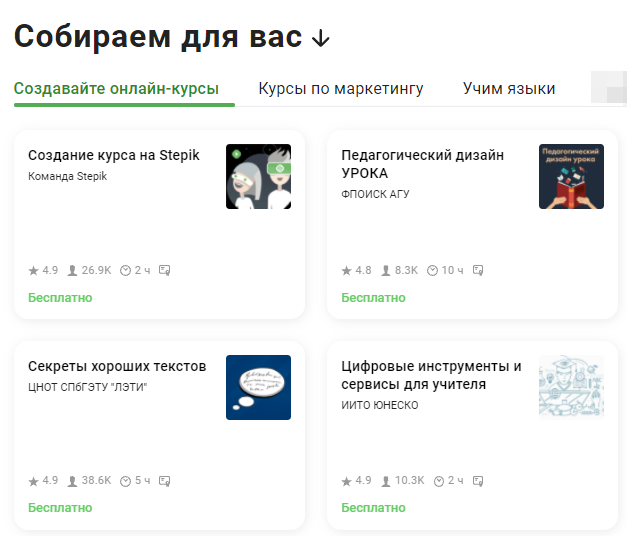 Собираем для вас ↓
Создавайте онлайн-курсы
Курсы по маркетингу
Учим языки
Создание курса на Stepik
Команда Stepik
4.9 26.9K 2 ч
Бесплатно
Педагогический дизайн
УРОКА
ФПОИСК АГУ
Педагогический
дизайн урока
4.8 8.3K 10 ч
Бесплатно
Секреты хороших текстов
ЦНОТ СПбГЭТУ "ЛЭТИ"
4.9 38.6K 5 ч
Бесплатно
Цифровые инструменты и
сервисы для учителя
ИИТО ЮНЕСКО
4.9 10.3K 2 ч
Бесплатно